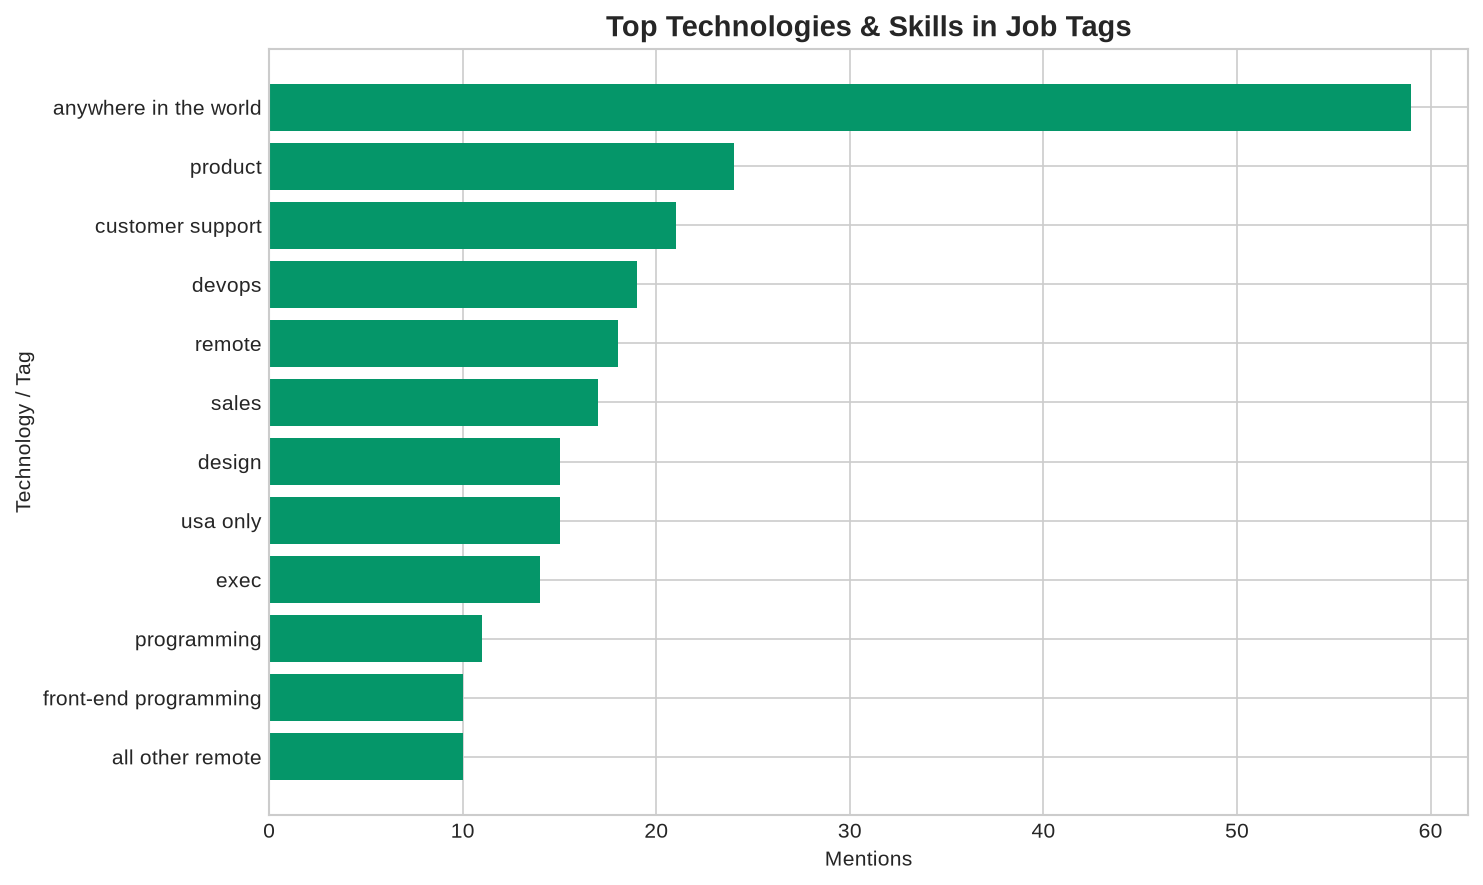 Top Technologies & Skills in Job Tags
Technology / Tag
anywhere in the world
product
customer support
devops
remote
sales
design
usa only
exec
programming
front-end programming
all other remote
0 10 20 30 40 50 60
Mentions